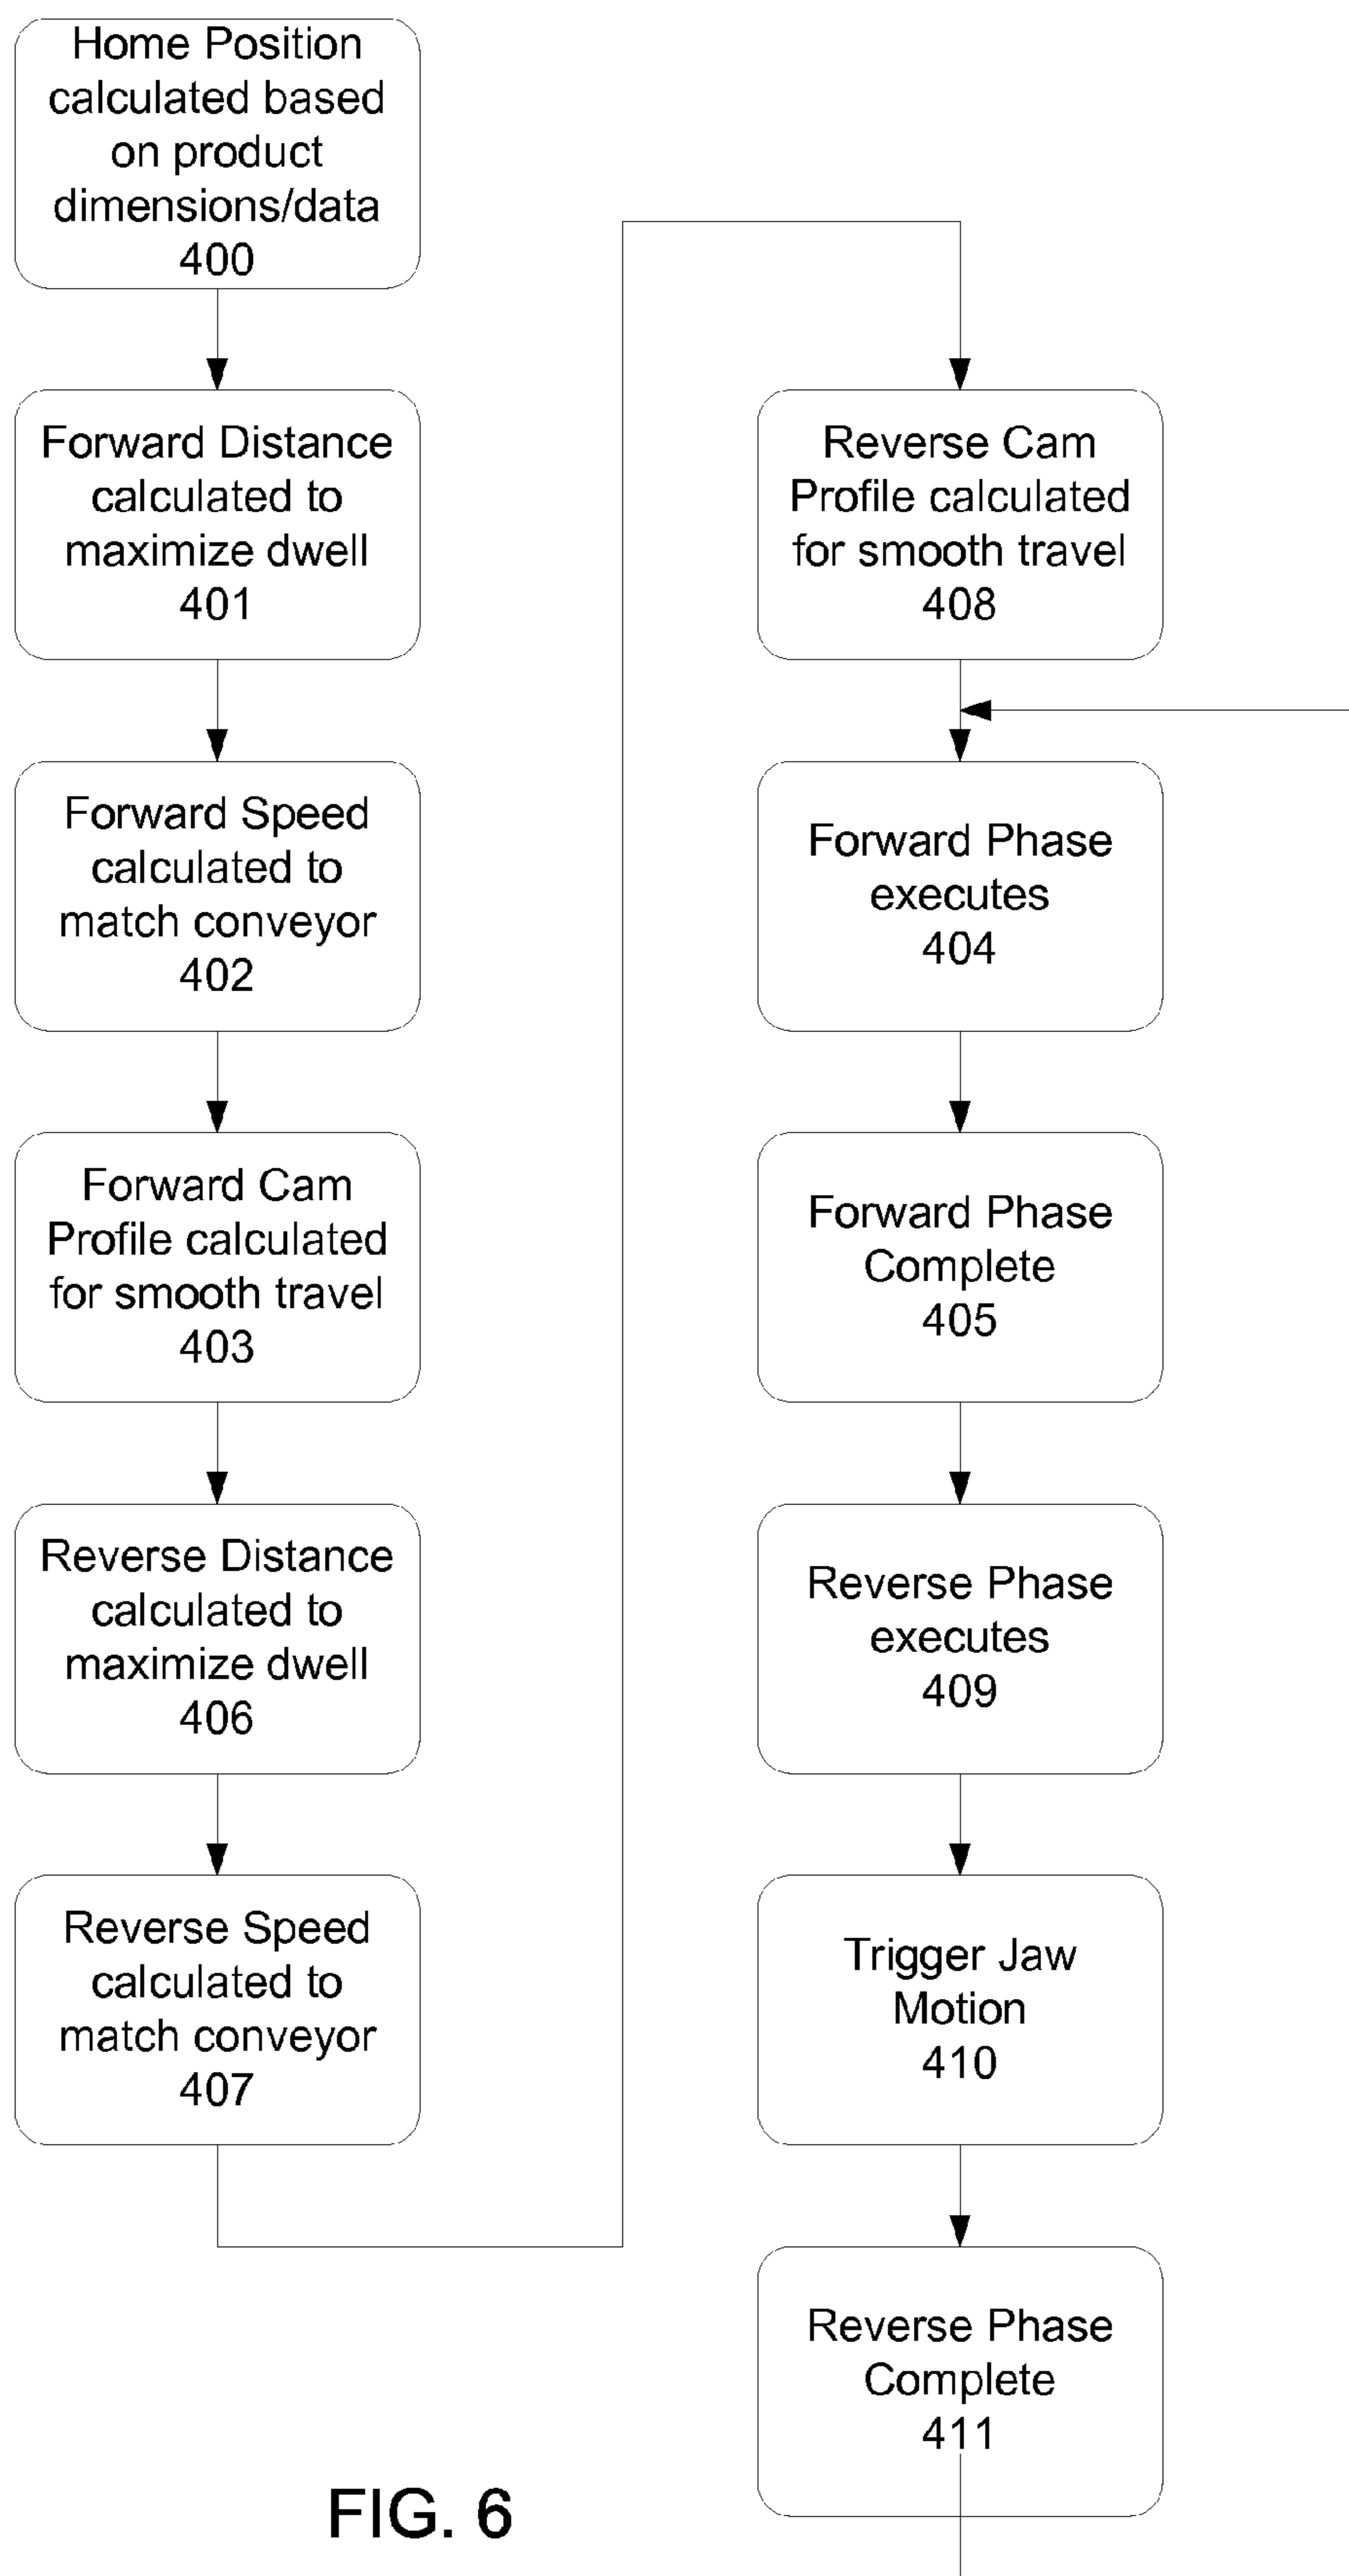 Home Position
calculated based
on product
dimensions/data
400
Forward Distance
calculated to
maximize dwell
401
Forward Speed
calculated to
match conveyor
402
Forward Cam
Profile calculated
for smooth travel
403
Reverse Distance
calculated to
maximize dwell
406
Reverse Speed
calculated to
match conveyor
407
Reverse Cam
Profile calculated
for smooth travel
408
Forward Phase
executes
404
Forward Phase
Complete
405
Reverse Phase
executes
409
Trigger Jaw
Motion
410
Reverse Phase
Complete
411
FIG. 6